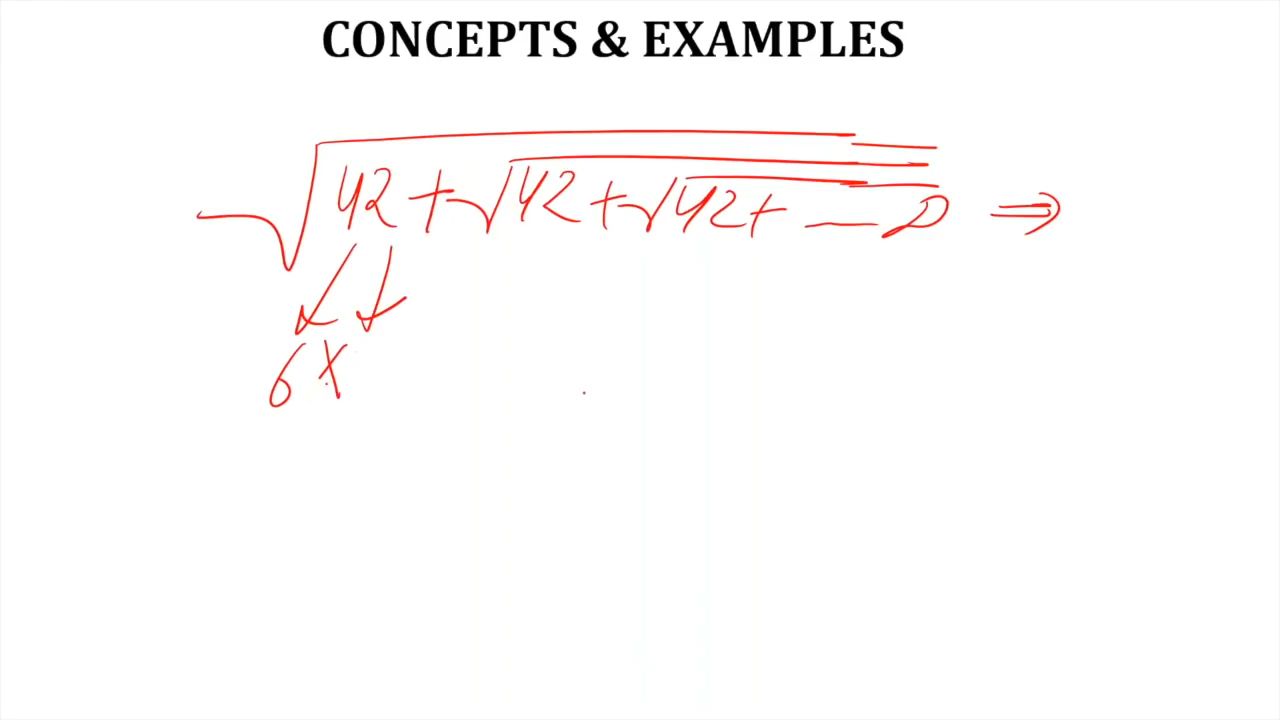 CONCEPTS & EXAMPLES
√42 + √42 + √42 + — ∞ ⇒
6 X